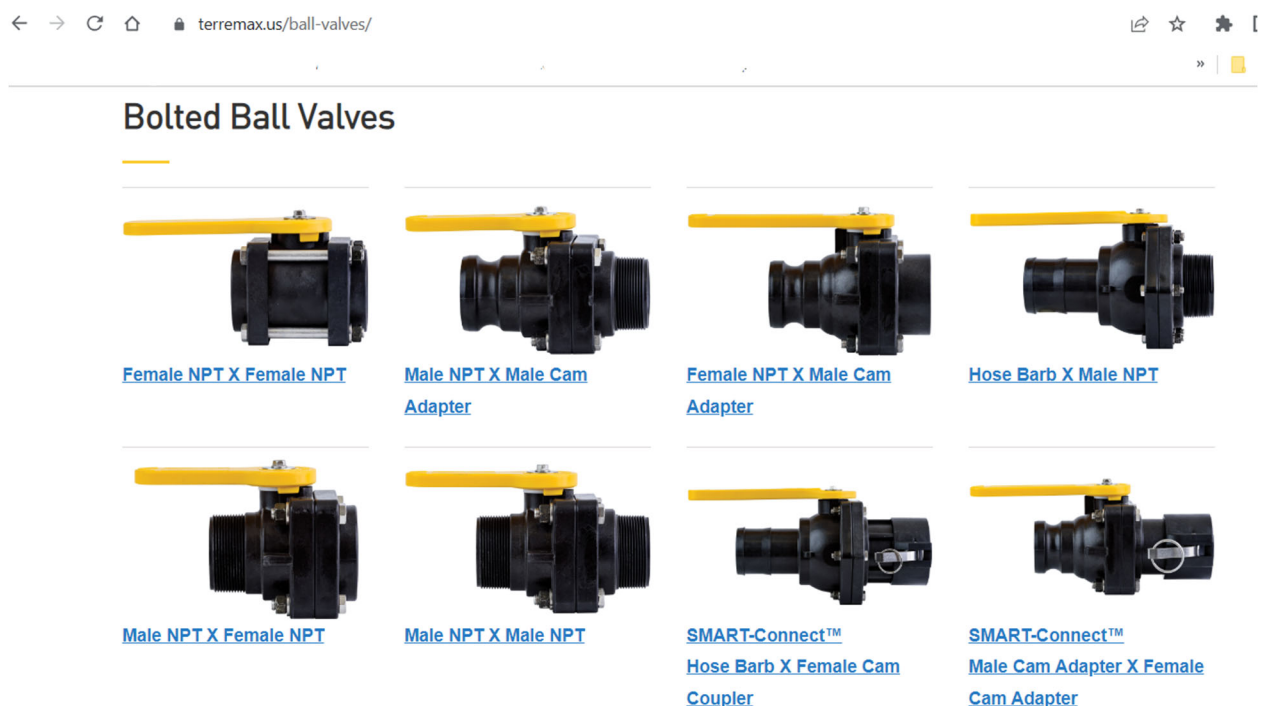 terremax.us/ball-valves/
»
Bolted Ball Valves
Female NPT X Female NPT
Male NPT X Male Cam
Adapter
Female NPT X Male Cam
Adapter
Hose Barb X Male NPT
Male NPT X Female NPT
Male NPT X Male NPT
SMART-Connect™
Hose Barb X Female Cam
Coupler
SMART-Connect™
Male Cam Adapter X Female
Cam Adapter